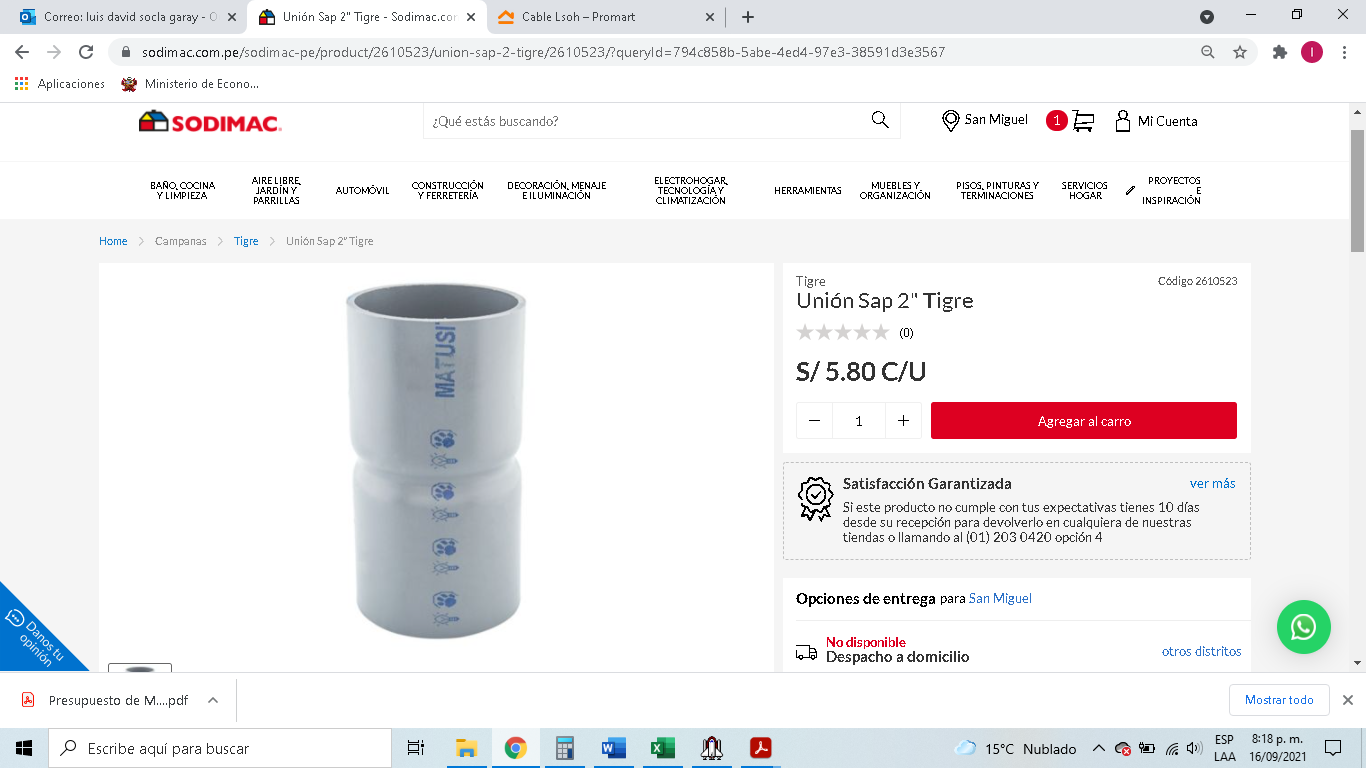 Correo: luis david socla garay - O
Unión Sap 2" Tigre - Sodimac.con
Cable Lsoh – Promart
sodimac.com.pe/sodimac-pe/product/2610523/union-sap-2-tigre/2610523/?queryId=794c858b-5abe-4ed4-97e3-38591d3e3567
I
Aplicaciones
Ministerio de Econo...
SODIMAC.
¿Qué estás buscando?
San Miguel
1
Mi Cuenta
BAÑO, COCINA
Y LIMPIEZA
AIRE LIBRE,
JARDÍN Y
PARRILLAS
AUTOMÓVIL
CONSTRUCCIÓN
Y FERRETERÍA
DECORACIÓN, MENAJE
E ILUMINACIÓN
ELECTROHOGAR,
TECNOLOGÍA Y
CLIMATIZACIÓN
HERRAMIENTAS
MUEBLES Y
ORGANIZACIÓN
PISOS, PINTURAS Y
TERMINACIONES
SERVICIOS
HOGAR
PROYECTOS
E
INSPIRACIÓN
Home
Campanas
Tigre
Unión Sap 2" Tigre
MATUSI
Tigre
Código 2610523
Unión Sap 2" Tigre
(0)
S/ 5.80 C/U
1
Agregar al carro
Satisfacción Garantizada
ver más
Si este producto no cumple con tus expectativas tienes 10 días
desde su recepción para devolverlo en cualquiera de nuestras
tiendas o llamando al (01) 203 0420 opción 4
Opciones de entrega para San Miguel
No disponible
Despacho a domicilio
otros distritos
Danos tu
opinión
Presupuesto de M....pdf
Mostrar todo
Escribe aquí para buscar
15°C Nublado
ESP
LAA
8:18 p. m.
16/09/2021